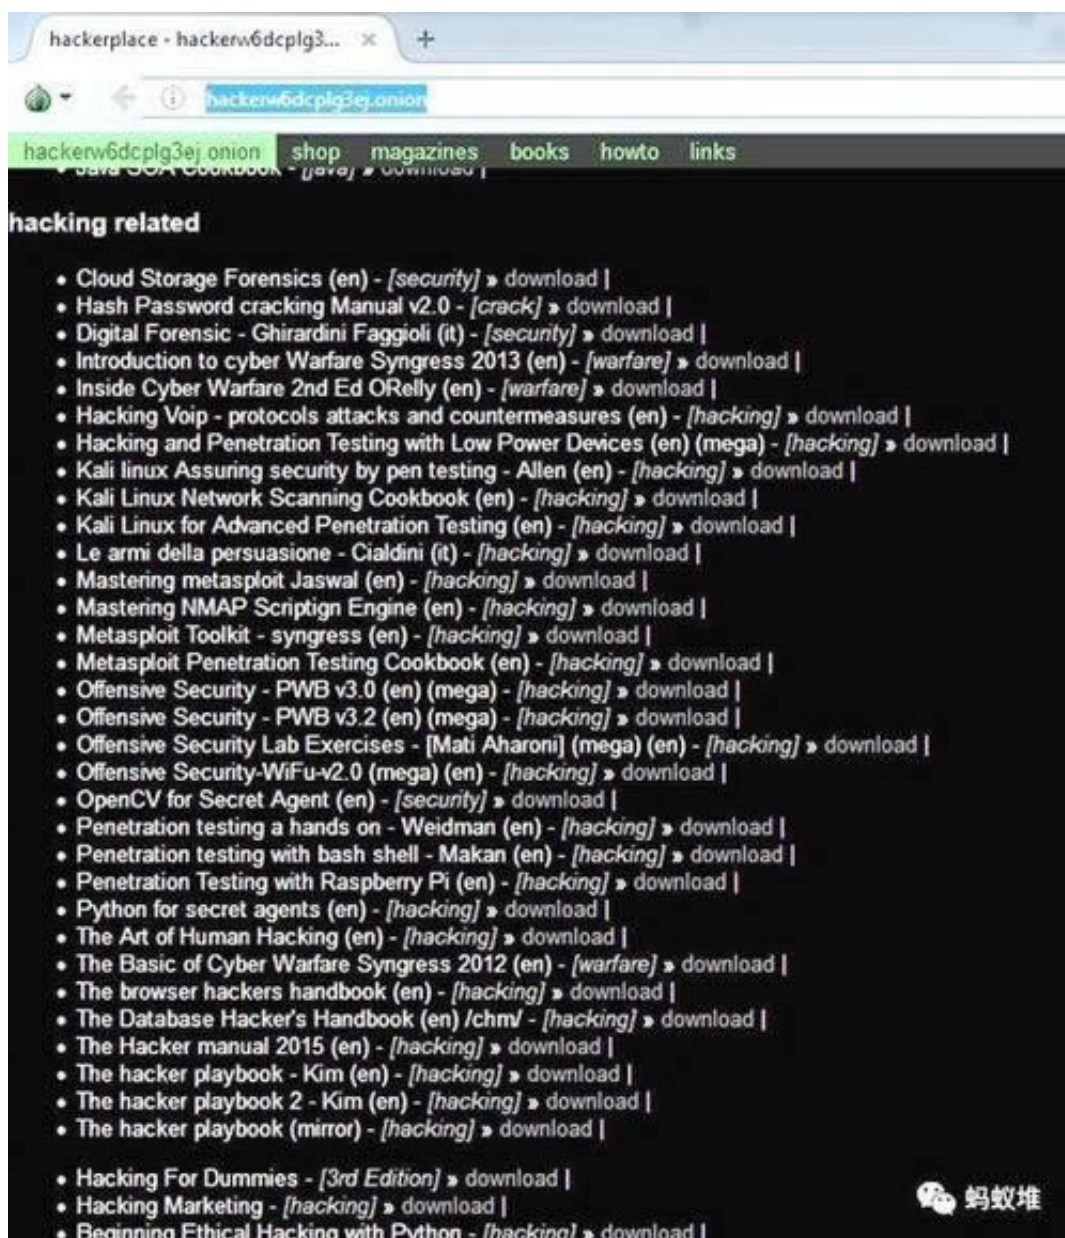 hackerplace - hackerw6dcplg3...
hackerw6dcplg3ej.onion
hackerw6dcplg3ej.onion shop magazines books howto links
Java SOA Cookbook - [java] » download |
hacking related
• Cloud Storage Forensics (en) - [security] » download |
• Hash Password cracking Manual v2.0 - [crack] » download |
• Digital Forensic - Ghirardini Faggioli (it) - [security] » download |
• Introduction to cyber Warfare Syngress 2013 (en) - [warfare] » download |
• Inside Cyber Warfare 2nd Ed ORelly (en) - [warfare] » download |
• Hacking Voip - protocols attacks and countermeasures (en) - [hacking] » download |
• Hacking and Penetration Testing with Low Power Devices (en) (mega) - [hacking] » download |
• Kali linux Assuring security by pen testing - Allen (en) - [hacking] » download |
• Kali Linux Network Scanning Cookbook (en) - [hacking] » download |
• Kali Linux for Advanced Penetration Testing (en) - [hacking] » download |
• Le armi della persuasione - Cialdini (it) - [hacking] » download |
• Mastering metasploit Jaswal (en) - [hacking] » download |
• Mastering NMAP Scriptign Engine (en) - [hacking] » download |
• Metasploit Toolkit - syngress (en) - [hacking] » download |
• Metasploit Penetration Testing Cookbook (en) - [hacking] » download |
• Offensive Security - PWB v3.0 (en) (mega) - [hacking] » download |
• Offensive Security - PWB v3.2 (en) (mega) - [hacking] » download |
• Offensive Security Lab Exercises - [Mati Aharoni] (mega) (en) - [hacking] » download |
• Offensive Security-WiFu-v2.0 (mega) (en) - [hacking] » download |
• OpenCV for Secret Agent (en) - [security] » download |
• Penetration testing a hands on - Weidman (en) - [hacking] » download |
• Penetration testing with bash shell - Makan (en) - [hacking] » download |
• Penetration Testing with Raspberry Pi (en) - [hacking] » download |
• Python for secret agents (en) - [hacking] » download |
• The Art of Human Hacking (en) - [hacking] » download |
• The Basic of Cyber Warfare Syngress 2012 (en) - [warfare] » download |
• The browser hackers handbook (en) - [hacking] » download |
• The Database Hacker's Handbook (en) /chm/ - [hacking] » download |
• The Hacker manual 2015 (en) - [hacking] » download |
• The hacker playbook - Kim (en) - [hacking] » download |
• The hacker playbook 2 - Kim (en) - [hacking] » download |
• The hacker playbook (mirror) - [hacking] » download |
• Hacking For Dummies - [3rd Edition] » download |
• Hacking Marketing - [hacking] » download |
• Beginning Ethical Hacking with Python - [hacking] » download |
蚂蚁堆